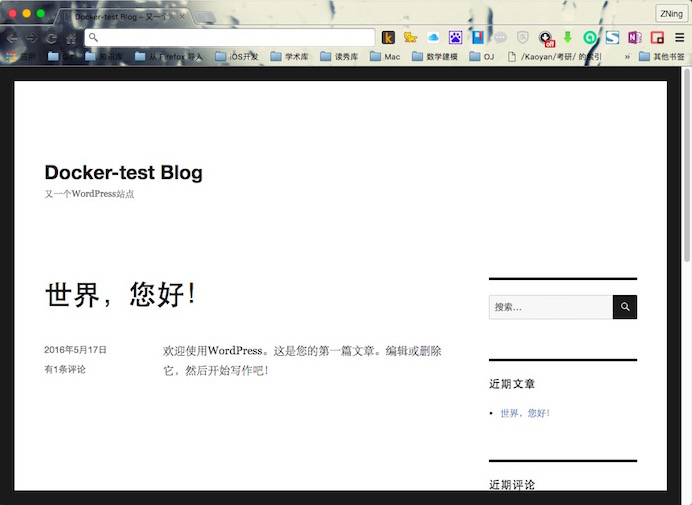 Docker-test Blog – 又一个
ZNing
应用
知识库
从 Firefox 导入
iOS开发
学术库
读秀库
Mac
数学建模
OJ
/Kaoyan/考研/ 的索引
»
其他书签
off
Docker-test Blog
又一个WordPress站点
世界，您好！
2016年5月17日
有1条评论
欢迎使用WordPress。这是您的第一篇文章。编辑或删除
它，然后开始写作吧！
搜索…
近期文章
世界，您好！
近期评论